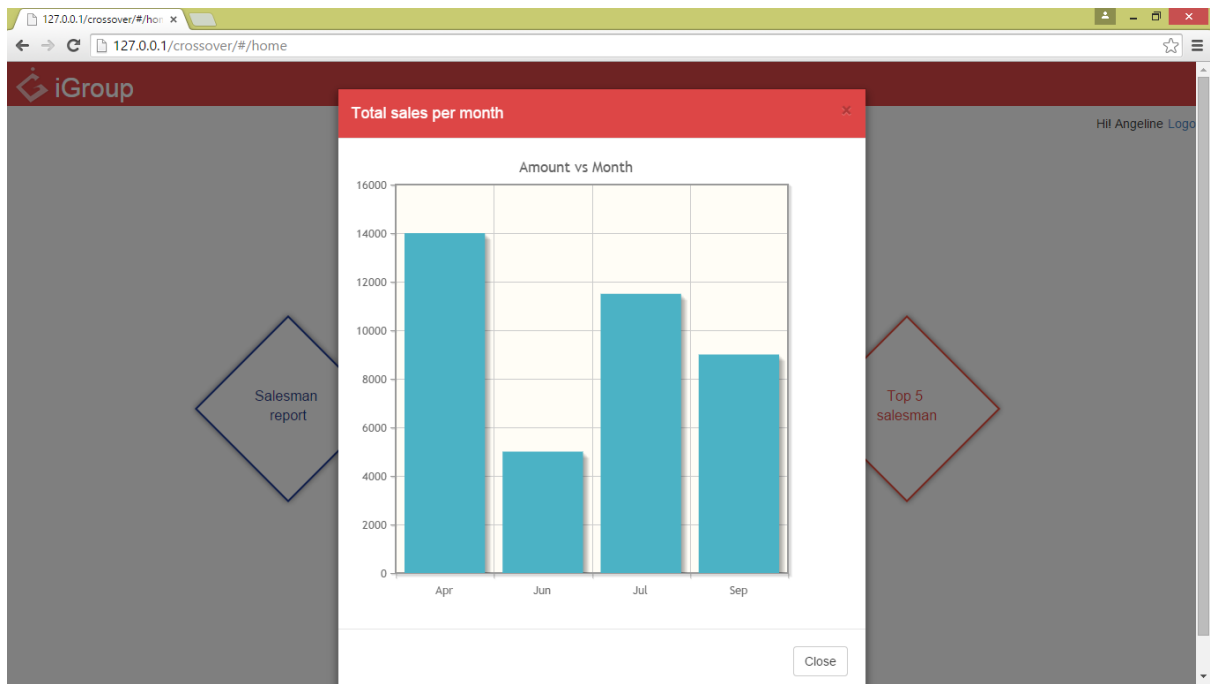 127.0.0.1/crossover/#/hom
127.0.0.1/crossover/#/home
iGroup
Total sales per month
×
Hi! Angeline Logo
Amount vs Month
16000
14000
12000
10000
8000
6000
4000
2000
0
Apr Jun Jul Sep
Salesman
report
Top 5
salesman
Close